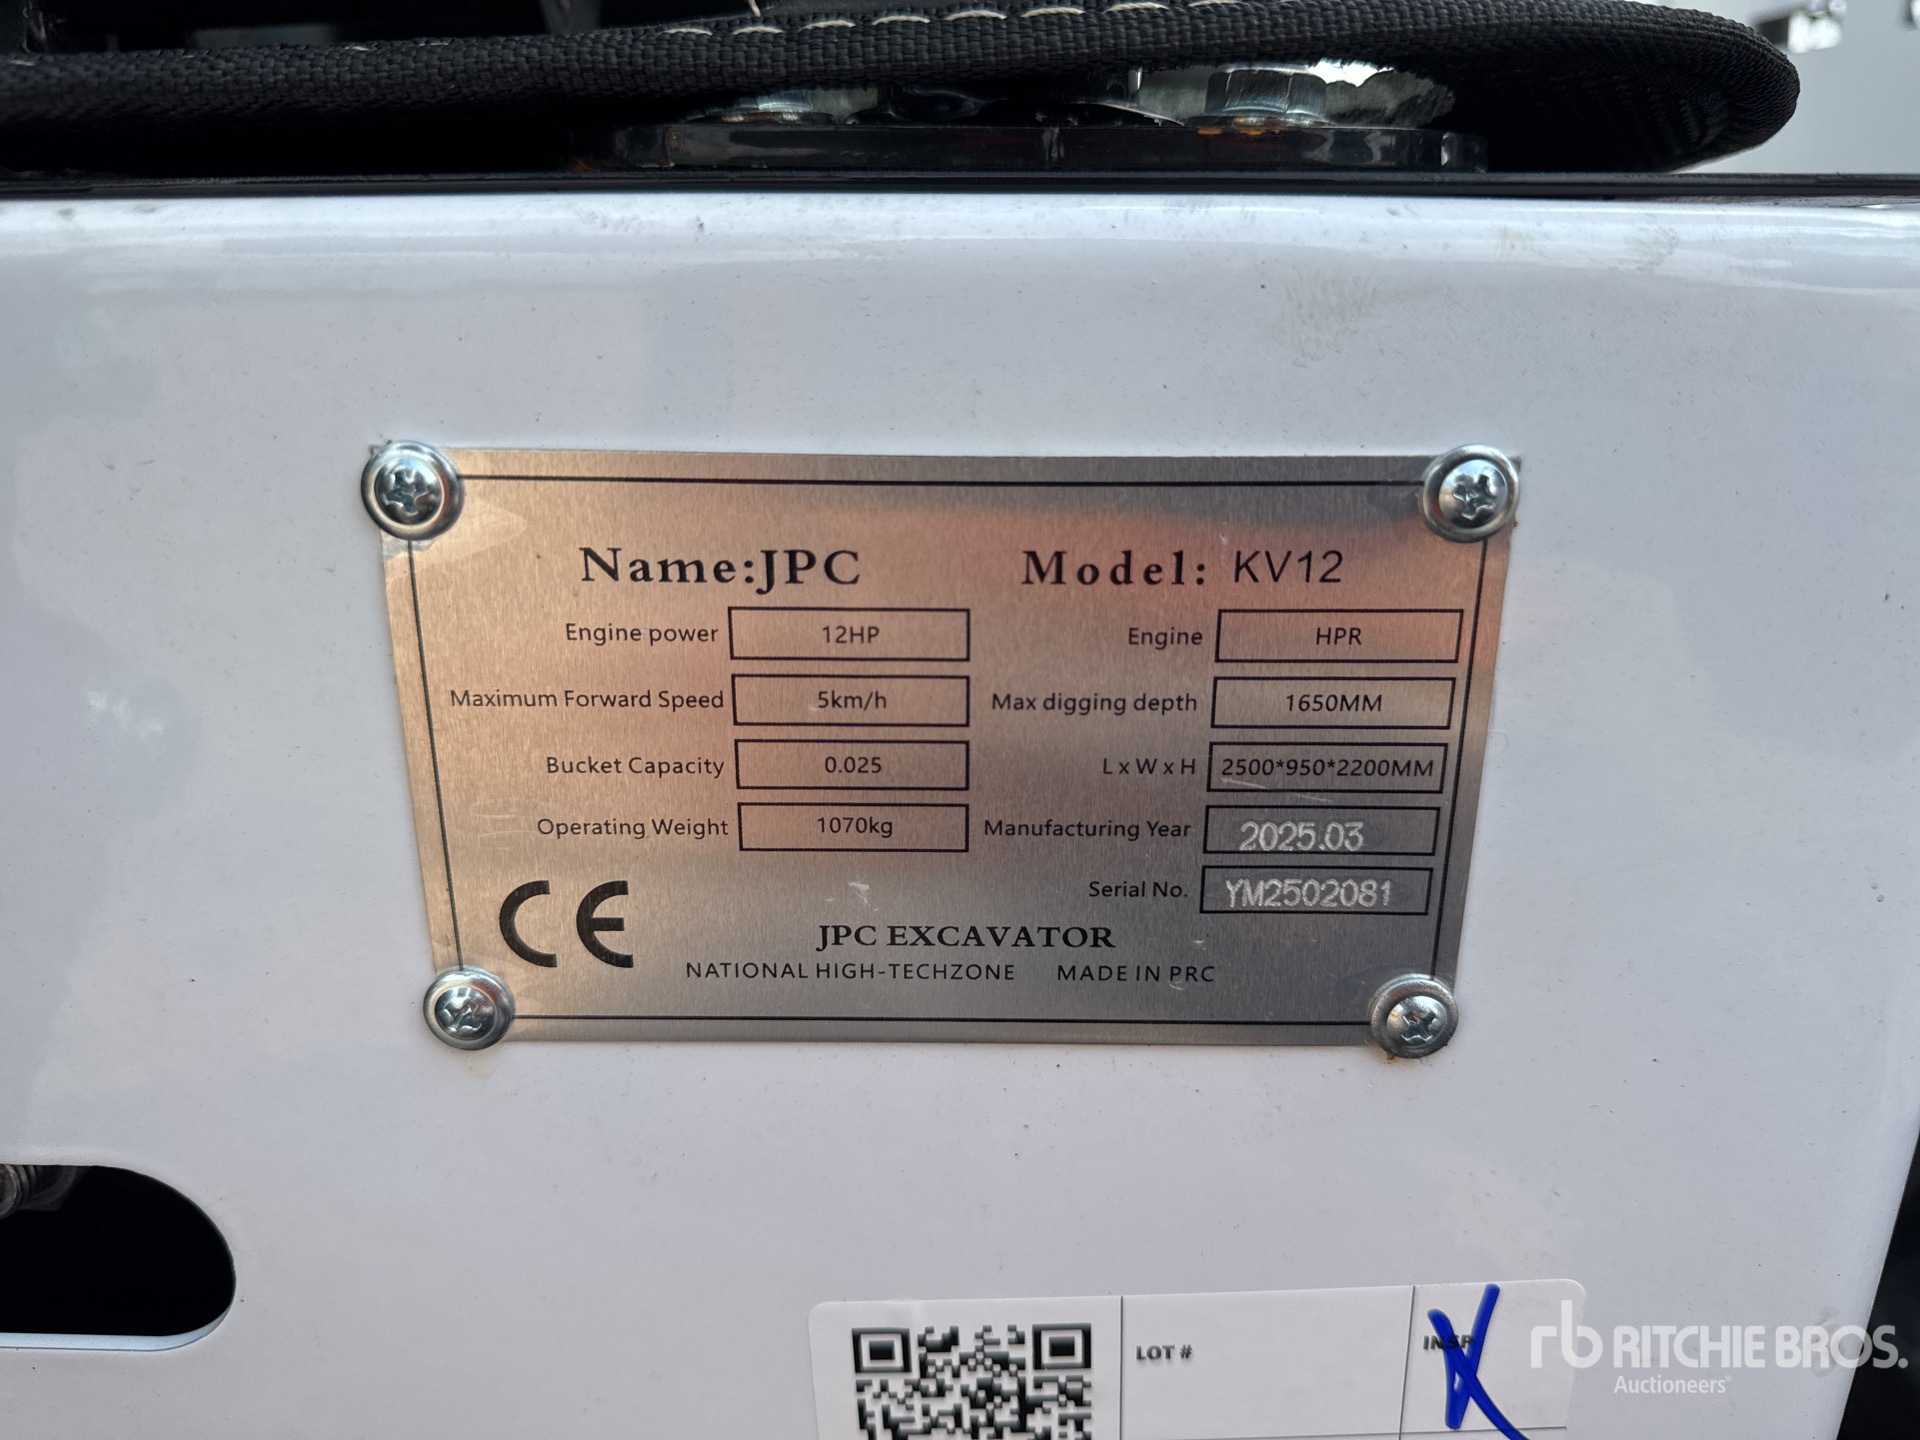 Name:JPC Model: KV12
Engine power 12HP Engine HPR
Maximum Forward Speed 5km/h Max digging depth 1650MM
Bucket Capacity 0.025 L x W x H 2500*950*2200MM
Operating Weight 1070kg Manufacturing Year 2025.03
Serial No. YM2502081
CE
JPC EXCAVATOR
NATIONAL HIGH-TECHZONE MADE IN PRC
LOT # INSP
rb RITCHIE BROS.
Auctioneers